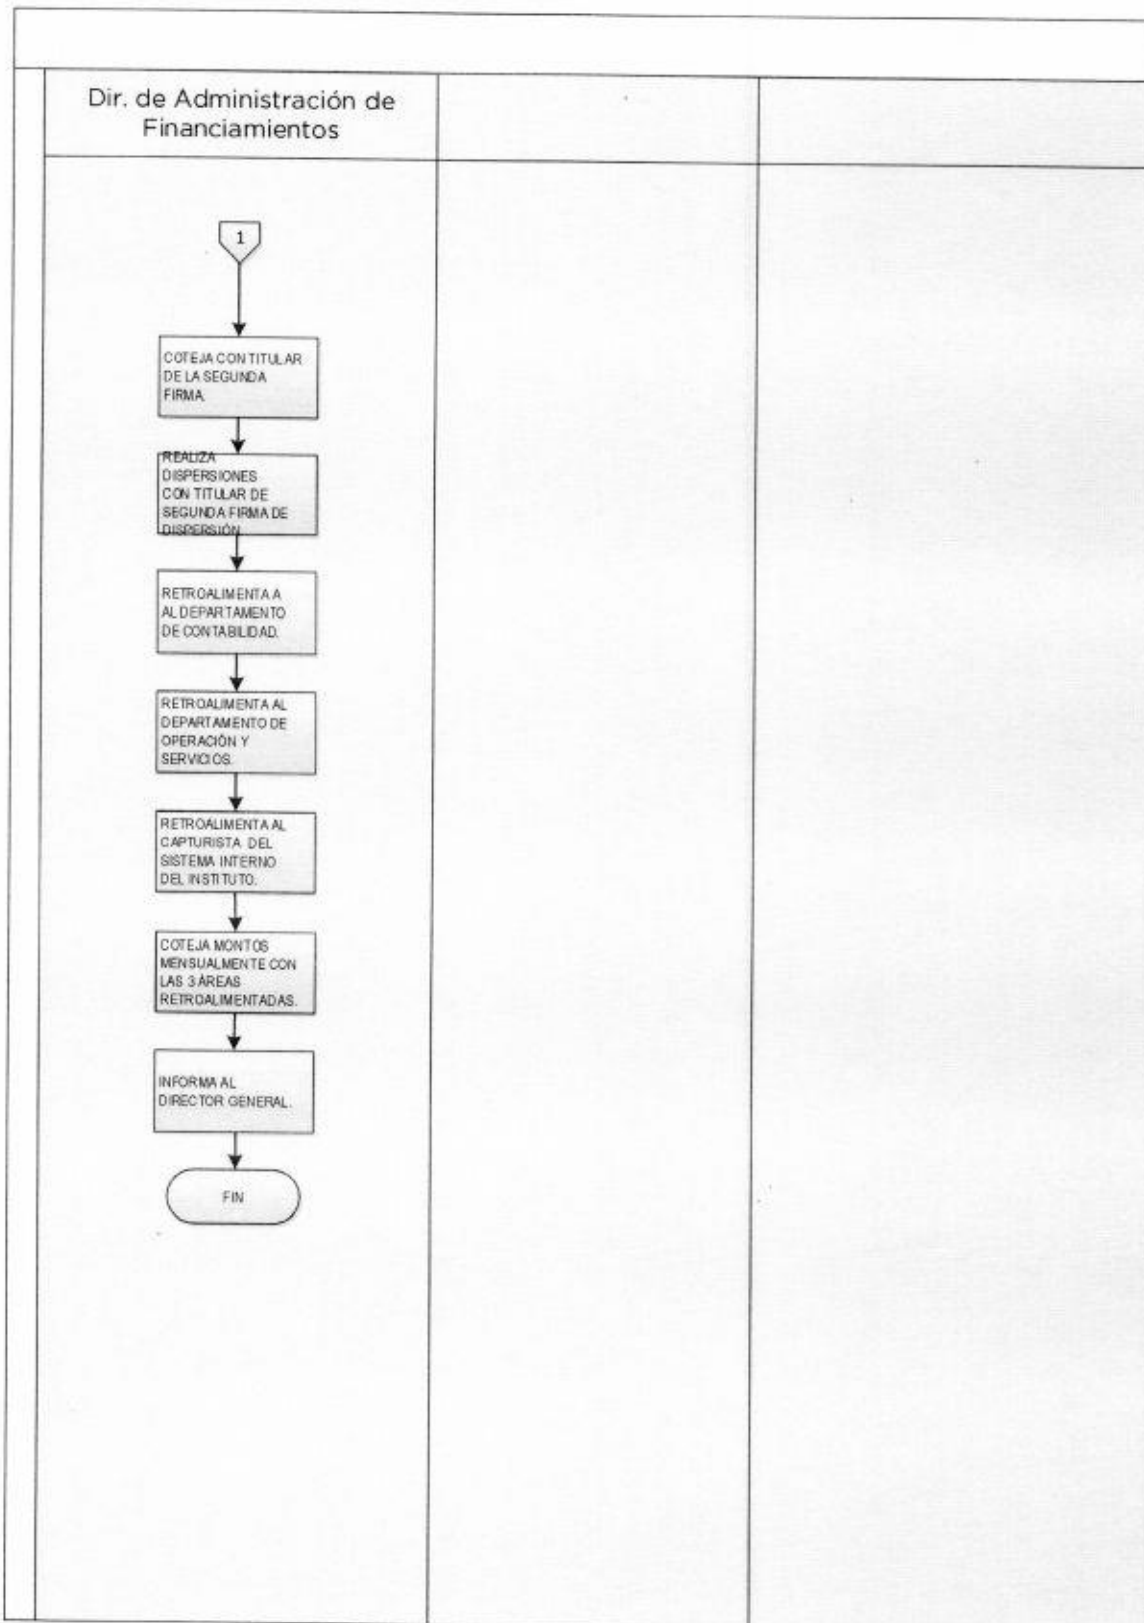 Dir. de Administración de
Financiamientos
1
COTEJA CON TITULAR
DE LA SEGUNDA
FIRMA.
REALIZA
DISPERSIONES
CON TITULAR DE
SEGUNDA FIRMA DE
DISPERSIÓN
RETROALIMENTA A
AL DEPARTAMENTO
DE CONTABILIDAD.
RETROALIMENTA AL
DEPARTAMENTO DE
OPERACIÓN Y
SERVICIOS.
RETROALIMENTA AL
CAPTURISTA DEL
SISTEMA INTERNO
DEL INSTITUTO.
COTEJA MONTOS
MENSUALMENTE CON
LAS 3 ÁREAS
RETROALIMENTADAS.
INFORMA AL
DIRECTOR GENERAL.
FIN